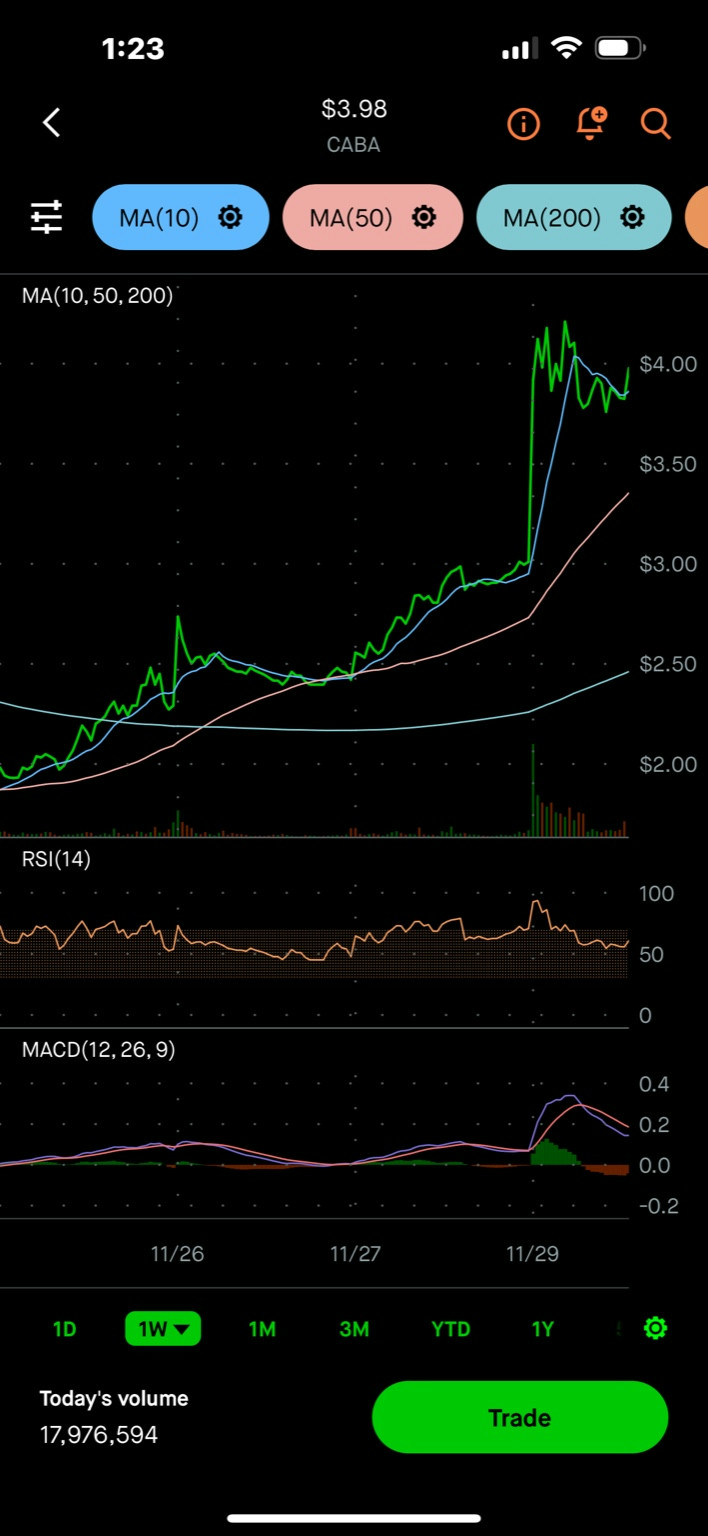 1:23
$3.98
CABA
MA(10)
MA(50)
MA(200)
MA(10,50,200)
$4.00
$3.50
$3.00
$2.50
$2.00
RSI(14)
100
50
0
MACD(12,26,9)
0.4
0.2
0.0
-0.2
11/26
11/27
11/29
1D
1W
1M
3M
YTD
1Y
Today's volume
17,976,594
Trade